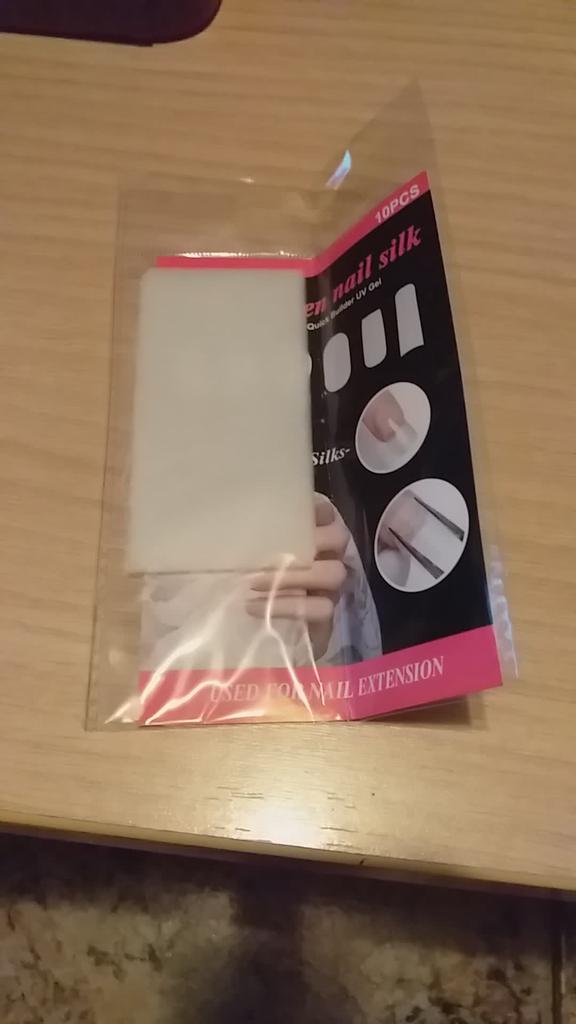 10PCS
en nail silk
Quick Builder UV Gel
Silks-
USED FOR NAIL EXTENSION